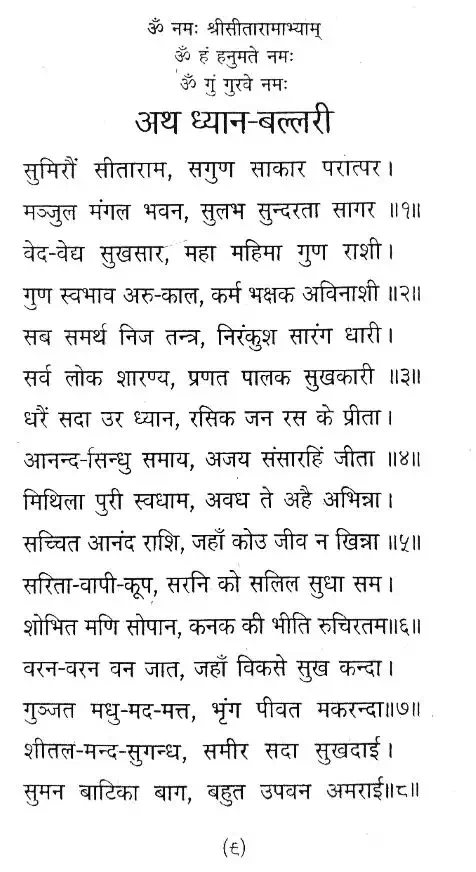 ॐ नमः श्रीसीतारामाभ्याम्
ॐ हं हनुमते नमः
ॐ गुं गुरवे नमः
अथ ध्यान-बल्लरी
सुमिरौं सीताराम, सगुण साकार परात्पर।
मञ्जुल मंगल भवन, सुलभ सुन्दरता सागर ॥१॥
वेद-वेद्य सुखसार, महा महिमा गुण राशी।
गुण स्वभाव अरु-काल, कर्म भक्षक अविनाशी ॥२॥
सब समर्थ निज तन्त्र, निरंकुश सारंग धारी।
सर्व लोक शारण्य, प्रणत पालक सुखकारी ॥३॥
धरैं सदा उर ध्यान, रसिक जन रस के प्रीता।
आनन्द-सिन्धु समाय, अजय संसारहिं जीता ॥४॥
मिथिला पुरी स्वधाम, अवध ते अहै अभिन्ना।
सच्चित आनंद राशि, जहाँ कोउ जीव न खिन्ना ॥५॥
सरिता-वापी-कूप, सरनि को सलिल सुधा सम।
शोभित मणि सोपान, कनक की भीति रुचिरतम॥६॥
वरन-वरन वन जात, जहाँ विकसे सुख कन्दा।
गुञ्जत मधु-मद-मत्त, भृंग पीवत मकरन्दा॥७॥
शीतल-मन्द-सुगन्ध, समीर सदा सुखदाई।
सुमन बाटिका बाग, बहुत उपवन अमराई॥८॥
(९)